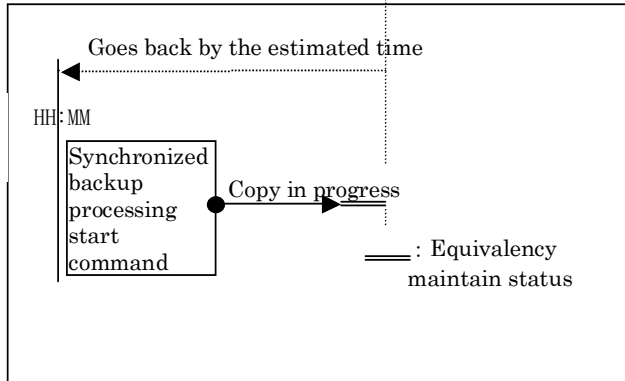 Goes back by the estimated time
HH:MM
Synchronized
backup
processing
start
command
Copy in progress
: Equivalency
maintain status